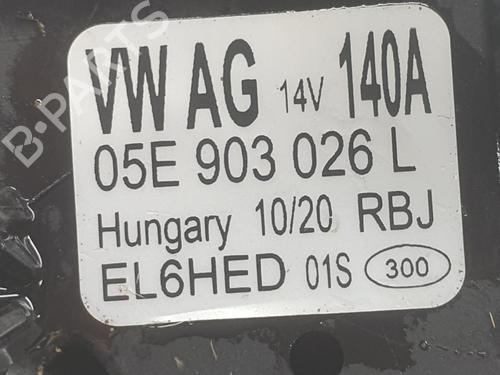 VW AG 14V 140A
05E 903 026 L
Hungary 10/20 RBJ
EL6HED 01S 300
B-PARTS